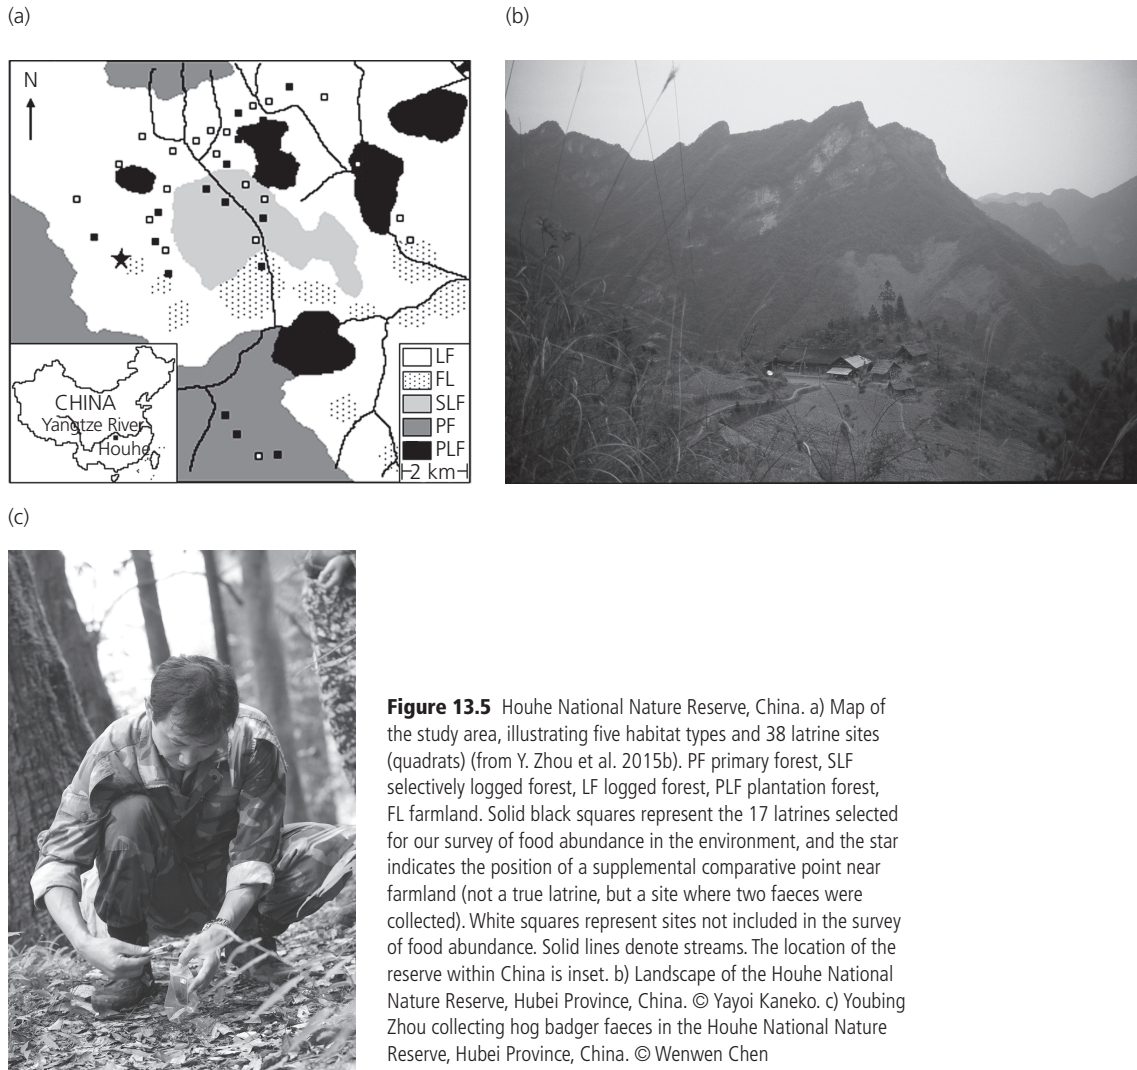 (a)
(b)
N
LF
FL
SLF
PF
PLF
2 km
CHINA
Yangtze River
Houhe
(c)
Figure 13.5 Houhe National Nature Reserve, China. a) Map of
the study area, illustrating five habitat types and 38 latrine sites
(quadrats) (from Y. Zhou et al. 2015b). PF primary forest, SLF
selectively logged forest, LF logged forest, PLF plantation forest,
FL farmland. Solid black squares represent the 17 latrines selected
for our survey of food abundance in the environment, and the star
indicates the position of a supplemental comparative point near
farmland (not a true latrine, but a site where two faeces were
collected). White squares represent sites not included in the survey
of food abundance. Solid lines denote streams. The location of the
reserve within China is inset. b) Landscape of the Houhe National
Nature Reserve, Hubei Province, China. © Yayoi Kaneko. c) Youbing
Zhou collecting hog badger faeces in the Houhe National Nature
Reserve, Hubei Province, China. © Wenwen Chen